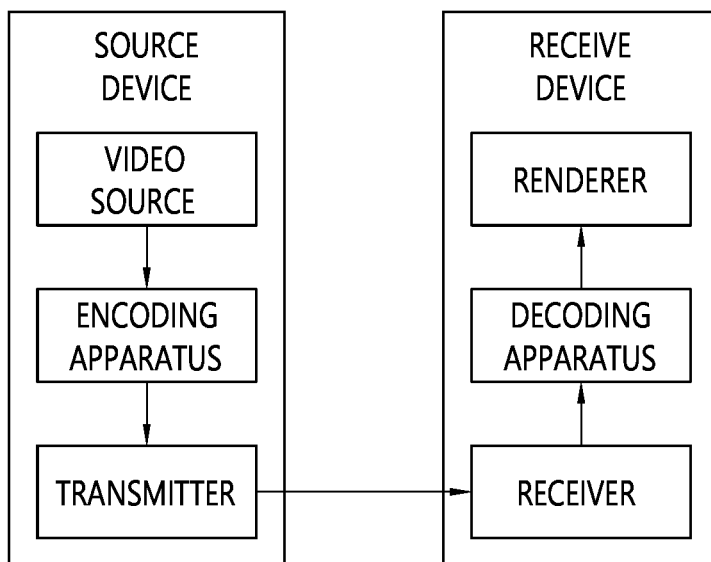 SOURCE
DEVICE
VIDEO
SOURCE
ENCODING
APPARATUS
TRANSMITTER
RECEIVE
DEVICE
RENDERER
DECODING
APPARATUS
RECEIVER